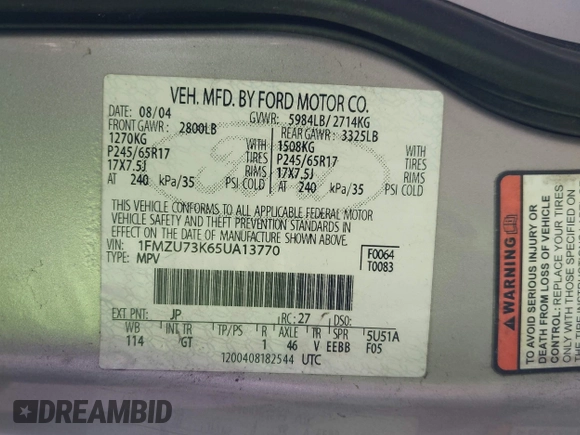 VEH. MFD. BY FORD MOTOR CO.
DATE: 08/04 GVWR: 5984LB/ 2714KG
FRONT GAWR: 2800LB REAR GAWR: 3325LB
1270KG WITH 1508KG WITH
P245/65R17 TIRES P245/65R17 TIRES
17X7.5J RIMS 17X7.5J RIMS
AT 240 kPa/35 PSI COLD AT 240 kPa/35 PSI COLD
THIS VEHICLE CONFORMS TO ALL APPLICABLE FEDERAL MOTOR
VEHICLE SAFETY AND THEFT PREVENTION STANDARDS IN
EFFECT ON THE DATE OF MANUFACTURE SHOWN ABOVE.
VIN: 1FMZU73K65UA13770 F0064
TYPE: MPV T0083
EXT PNT: JP RC: 27 DSO:
WB INT TR TP/PS R AXLE TR SPR 5U51A
114 GT 1 46 V EEBB F05
1200408182544 UTC
WARNING
TO AVOID SERIOUS INJURY OR
DEATH FROM LOSS OF VEHICLE
CONTROL: REPLACE TIRES
ONLY WITH THOSE SPECIFIED ON
DREAMBID